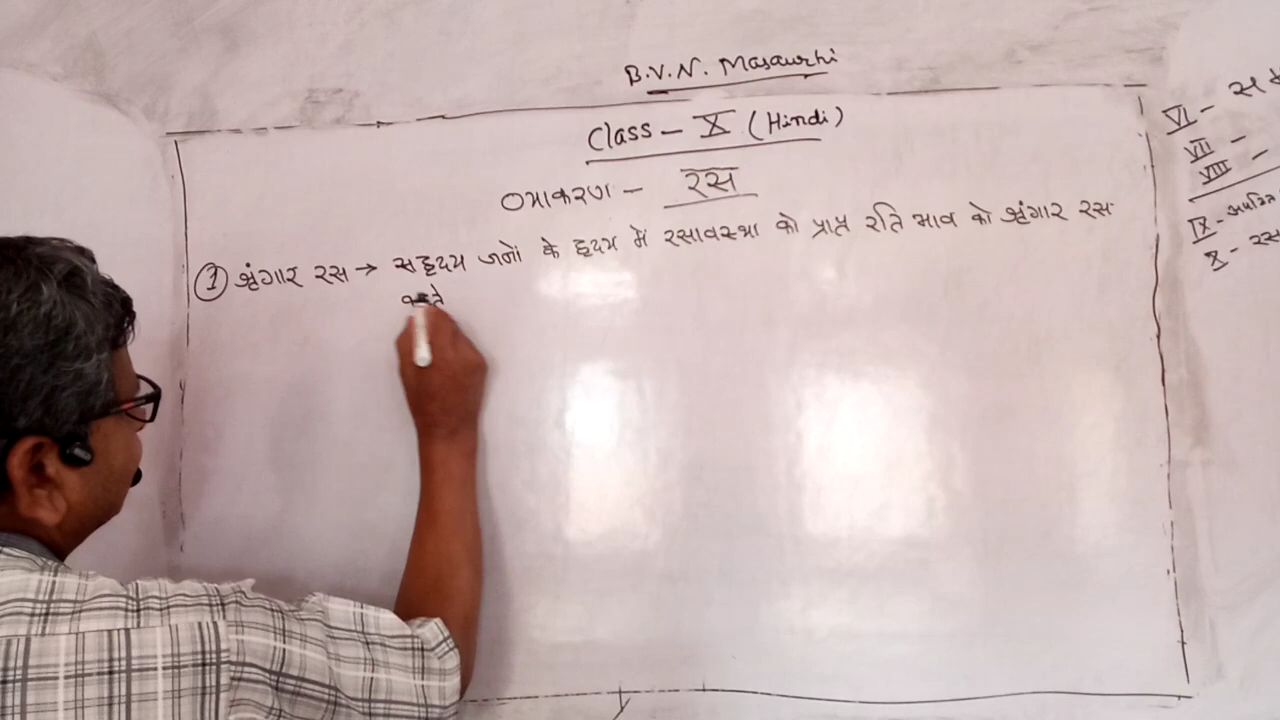 B.V.N. Masaurhi
Class - X (Hindi)
व्याकरण - रस
① श्रृंगार रस → सहृदय जनों के हृदय में रसावस्था को प्राप्त रति भाव को श्रृंगार रस
VI -
VII -
VIII -
IX -
X - रस